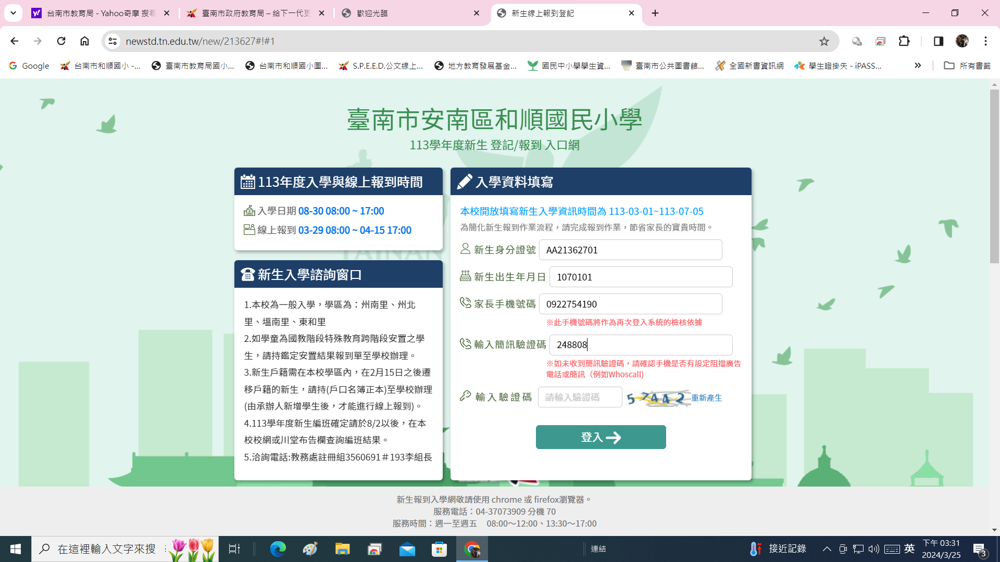 台南市教育局 - Yahoo奇摩 搜尋
臺南市政府教育局 – 給下一代更
歡迎光臨
新生線上報到登記
newstd.tn.edu.tw/new/213627#!#1
Google
台南市和順國小 -...
臺南市教育局國小...
台南市和順國小圖...
S.P.E.E.D.公文線上...
地方教育發展基金...
國民中小學學生資...
臺南市公共圖書館...
全國新書資訊網
學生證掛失 - iPASS...
所有書籤
臺南市安南區和順國民小學
113學年度新生 登記/報到 入口網
113年度入學與線上報到時間
入學日期 08-30 08:00 ~ 17:00
線上報到 03-29 08:00 ~ 04-15 17:00
新生入學諮詢窗口
1.本校為一般入學，學區為：州南里、州北
里、塭南里、東和里
2.如學童為國教階段特殊教育跨階段安置之學
生，請持鑑定安置結果報到單至學校辦理。
3.新生戶籍需在本校學區內，在2月15日之後遷
移戶籍的新生，請持(戶口名簿正本)至學校辦理
(由承辦人新增學生後，才能進行線上報到)。
4.113學年度新生編班確定請於8/2以後，在本
校校網或川堂布告欄查詢編班結果。
5.洽詢電話:教務處註冊組3560691＃193李組長
入學資料填寫
本校開放填寫新生入學資訊時間為 113-03-01~113-07-05
為簡化新生報到作業流程，請完成報到作業，節省家長的寶貴時間。
新生身分證號 AA21362701
新生出生年月日 1070101
家長手機號碼 0922754190
※此手機號碼將作為再次登入系統的檢核依據
輸入簡訊驗證碼 248808
※如未收到簡訊驗證碼，請確認手機是否有設定阻擋廣告
電話或簡訊（例如Whoscall)
輸入驗證碼 請輸入驗證碼 57442 重新產生
登入
TAINAN
新生報到入學網敬請使用 chrome 或 firefox瀏覽器。
服務電話：04-37073909 分機 70
服務時間：週一至週五 08:00～12:00、13:30～17:00
在這裡輸入文字來搜
連結
接近記錄
英
下午 03:31
2024/3/25
3